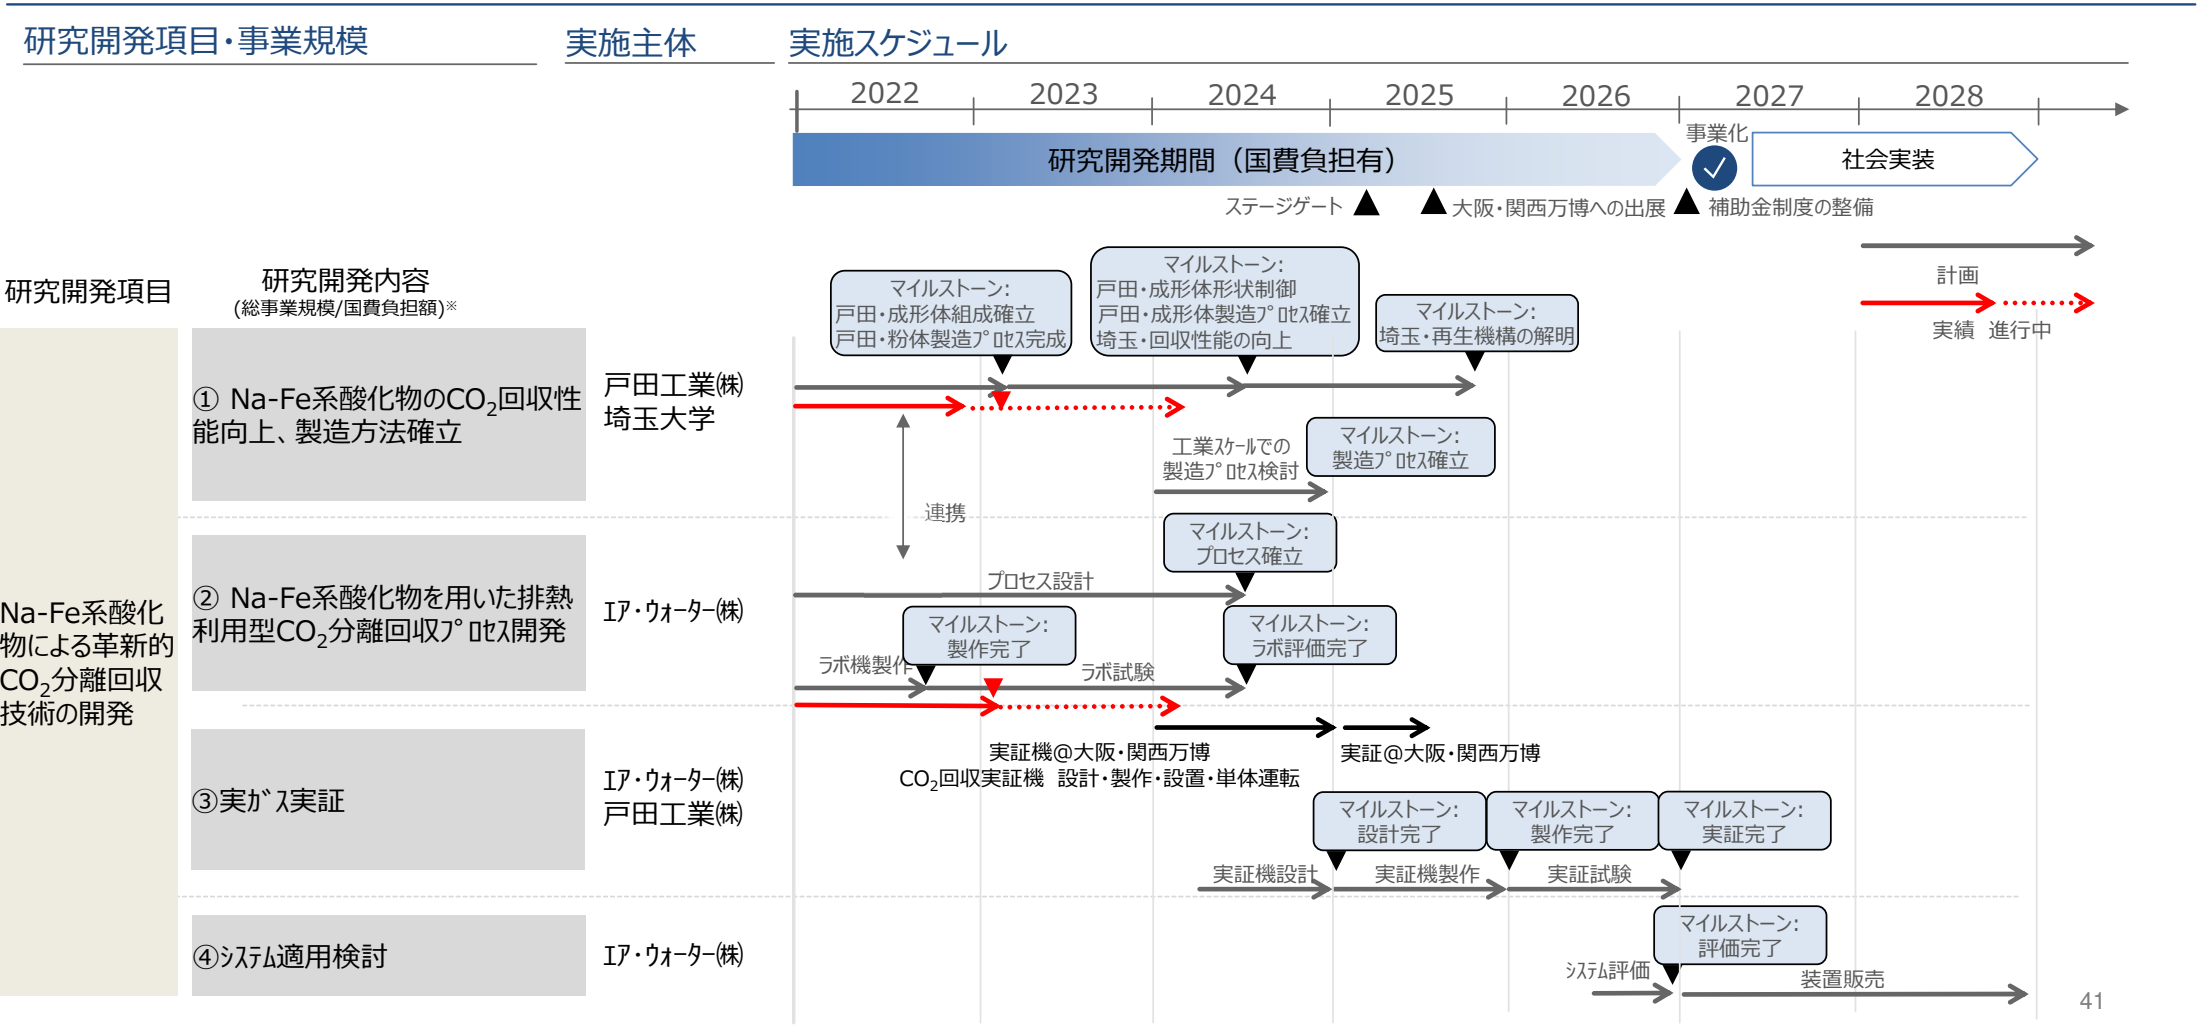 研究開発項目・事業規模
実施主体
実施スケジュール
2022
2023
2024
2025
2026
2027
2028
研究開発期間（国費負担有）
事業化
社会実装
ステージゲート
大阪・関西万博への出展
補助金制度の整備
計画
実績
進行中
研究開発項目
研究開発内容
(総事業規模/国費負担額)※
Na-Fe系酸化
物による革新的
CO2分離回収
技術の開発
① Na-Fe系酸化物のCO2回収性
能向上、製造方法確立
戸田工業㈱
埼玉大学
マイルストーン:
戸田・成形体組成確立
戸田・粉体製造ﾌﾟﾛｾｽ完成
マイルストーン:
戸田・成形体形状制御
戸田・成形体製造ﾌﾟﾛｾｽ確立
埼玉・回収性能の向上
マイルストーン:
埼玉・再生機構の解明
工業ｽｹｰﾙでの
製造ﾌﾟﾛｾｽ検討
マイルストーン:
製造ﾌﾟﾛｾｽ確立
連携
② Na-Fe系酸化物を用いた排熱
利用型CO2分離回収ﾌﾟﾛｾｽ開発
ｴｱ・ｳｫｰﾀｰ㈱
マイルストーン:
プロセス確立
プロセス設計
マイルストーン:
製作完了
マイルストーン:
ラボ評価完了
ラボ機製作
ラボ試験
③実ｶﾞｽ実証
ｴｱ・ｳｫｰﾀｰ㈱
戸田工業㈱
実証機@大阪・関西万博
CO2回収実証機 設計・製作・設置・単体運転
実証@大阪・関西万博
マイルストーン:
設計完了
マイルストーン:
製作完了
マイルストーン:
実証完了
実証機設計
実証機製作
実証試験
④ｼｽﾃﾑ適用検討
ｴｱ・ｳｫｰﾀｰ㈱
マイルストーン:
評価完了
ｼｽﾃﾑ評価
装置販売
41